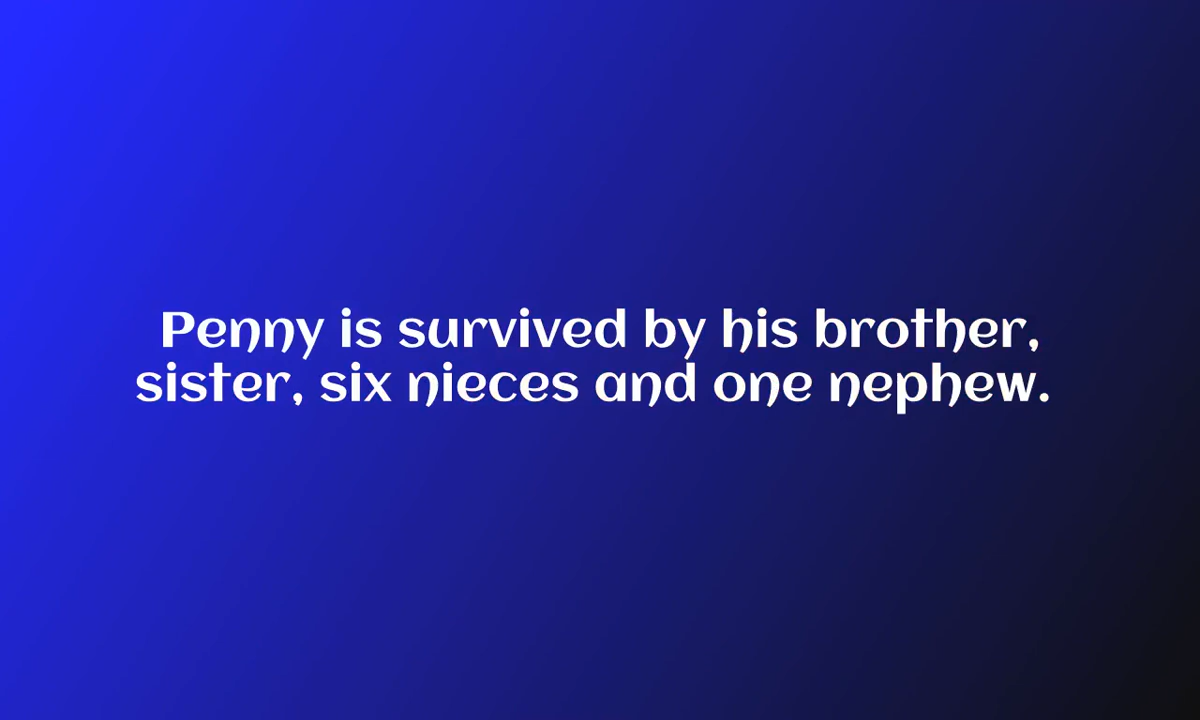 Penny is survived by his brother,
sister, six nieces and one nephew.